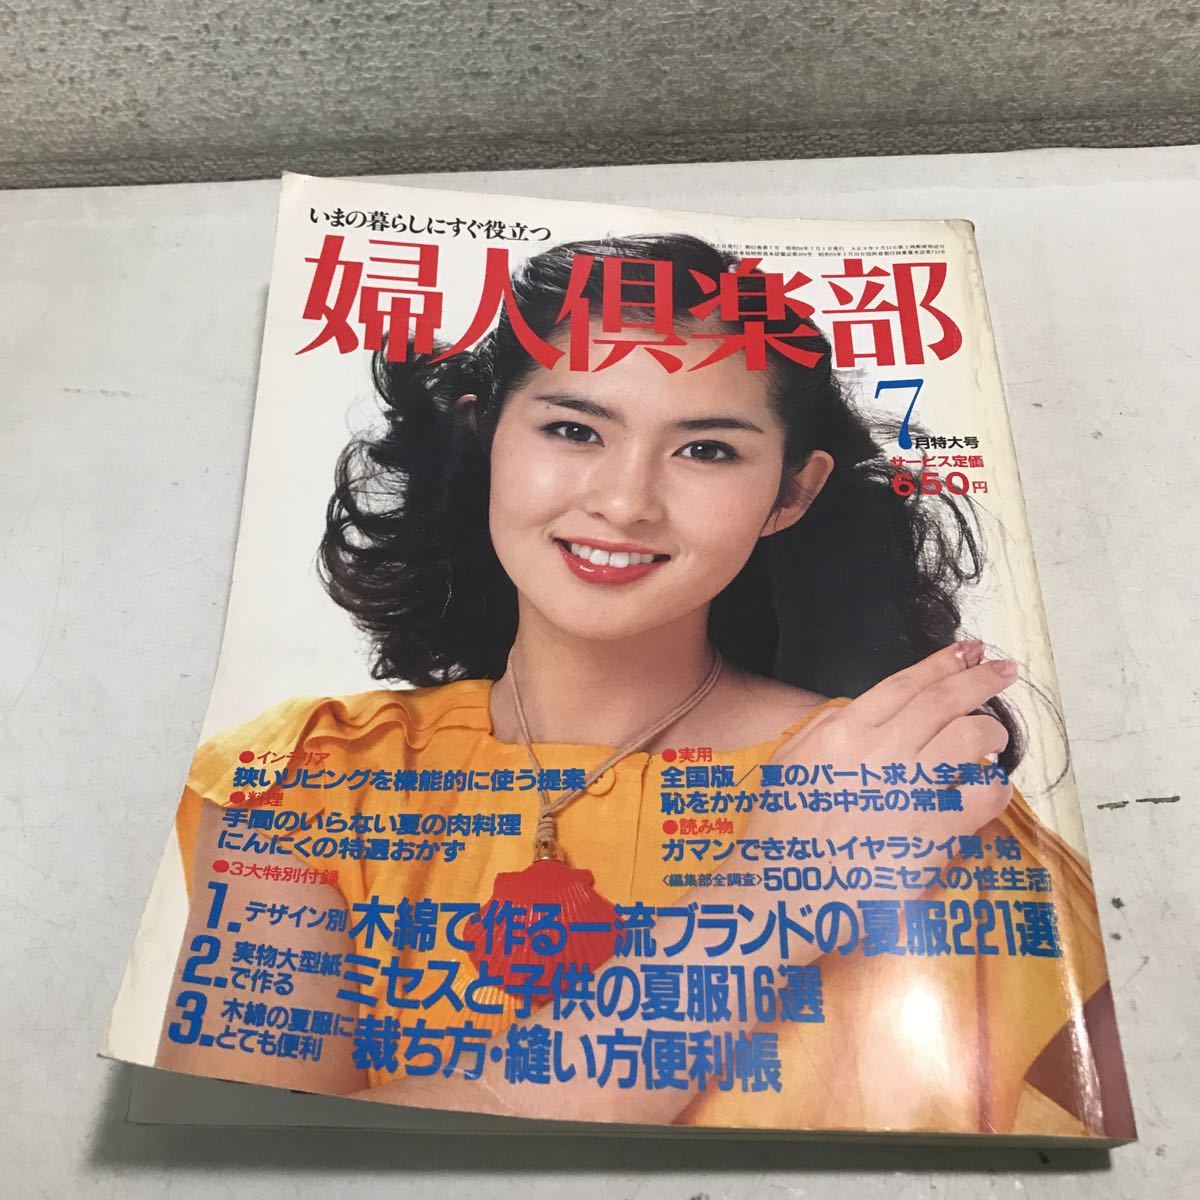 いまの暮らしにすぐ役立つ
婦人倶楽部
7
月特大号
サービス定価
650円
●インテリア
狭いリビングを機能的に使う提案
●料理
手間のいらない夏の肉料理
にんにくの特選おかず
●実用
全国版/夏のパート求人全案内
恥をかかないお中元の常識
●読み物
ガマンできないイヤラシイ男・姑
〈編集部全調査〉500人のミセスの性生活
●3大特別付録
1.デザイン別 木綿で作る一流ブランドの夏服221選
2.実物大型紙で作る ミセスと子供の夏服16選
3.木綿の夏服にとても便利 裁ち方・縫い方便利帳